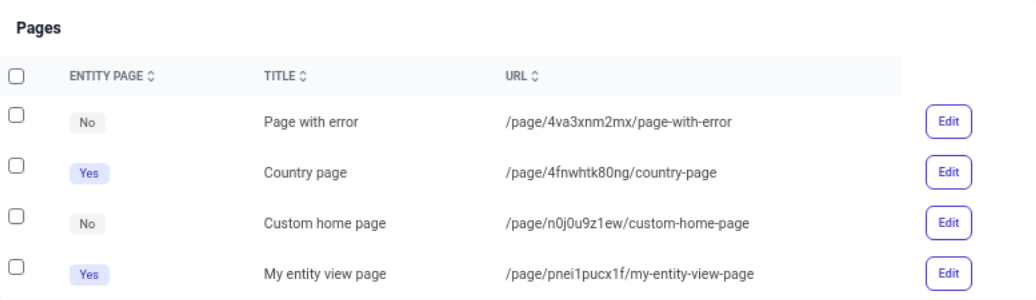 Pages
ENTITY PAGE TITLE URL
No Page with error /page/4va3xnm2mx/page-with-error Edit
Yes Country page /page/4fnwhtk80ng/country-page Edit
No Custom home page /page/n0j0u9z1ew/custom-home-page Edit
Yes My entity view page /page/pnei1pucx1f/my-entity-view-page Edit